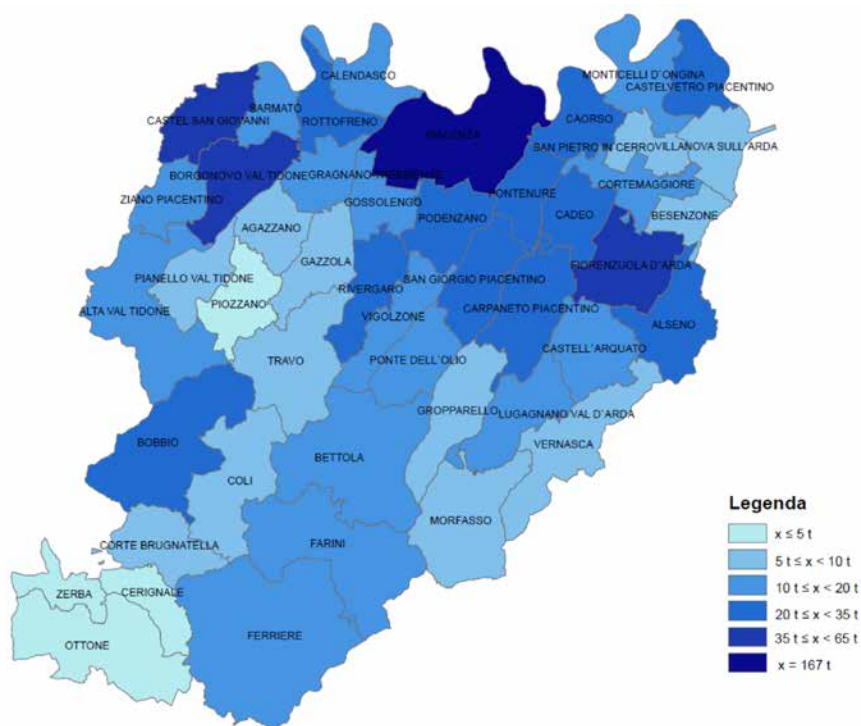 CALENDASCO
MONTICELLI D'ONGINA
CASTELVETRO PIACENTINO
SARMATO
CASTEL SAN GIOVANNI
ROTTOFRENO
CAORSO
PIACENZA
SAN PIETRO IN CERRO
VILLANOVA SULL'ARDA
BORGONOVO VAL TIDONE
GRAGNANO TREBBIENSE
ZIANO PIACENTINO
GOSSOLENGO
PONTENURE
CORTEMAGGIORE
PODENZANO
CADEO
BESENZONE
AGAZZANO
GAZZOLA
FIORENZUOLA D'ARDA
PIANELLO VAL TIDONE
SAN GIORGIO PIACENTINO
RIVERGARO
PIOZZANO
ALTA VAL TIDONE
CARPANETO PIACENTINO
VIGOLZONE
ALSENO
CASTELL'ARQUATO
TRAVO
PONTE DELL'OLIO
GROPPARELLO
LUGAGNANO VAL D'ARDA
BOBBIO
VERNASCA
BETTOLA
COLI
MORFASSO
CORTE BRUGNATELLA
FARINI
ZERBA
CERIGNALE
FERRIERE
OTTONE
Legenda
x ≤ 5 t
5 t ≤ x < 10 t
10 t ≤ x < 20 t
20 t ≤ x < 35 t
35 t ≤ x < 65 t
x = 167 t